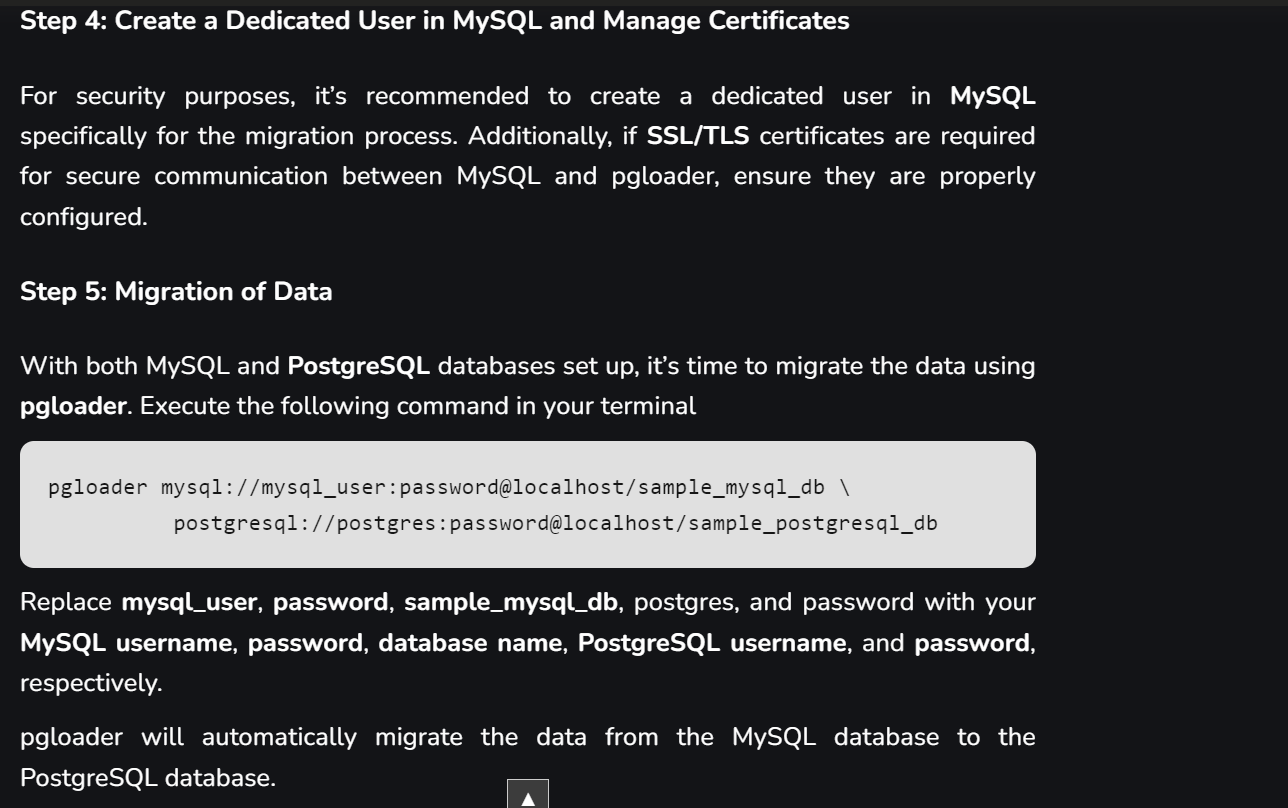 Step 4: Create a Dedicated User in MySQL and Manage Certificates
For security purposes, it’s recommended to create a dedicated user in MySQL
specifically for the migration process. Additionally, if SSL/TLS certificates are required
for secure communication between MySQL and pgloader, ensure they are properly
configured.
Step 5: Migration of Data
With both MySQL and PostgreSQL databases set up, it’s time to migrate the data using
pgloader. Execute the following command in your terminal
pgloader mysql://mysql_user:password@localhost/sample_mysql_db \
postgresql://postgres:password@localhost/sample_postgresql_db
Replace mysql_user, password, sample_mysql_db, postgres, and password with your
MySQL username, password, database name, PostgreSQL username, and password,
respectively.
pgloader will automatically migrate the data from the MySQL database to the
PostgreSQL database.